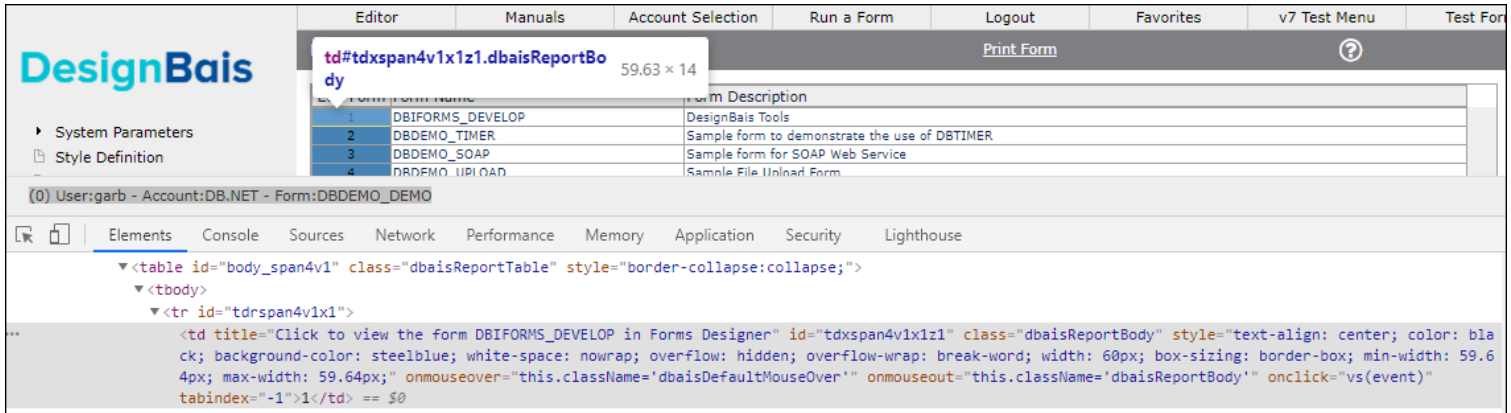 Editor Manuals Account Selection Run a Form Logout Favorites v7 Test Menu Test For
DesignBais
Print Form ?
td#tdxspan4v1x1z1.dbaisReportBo
dy
59.63 × 14
Form Name Form Description
1 DBIFORMS_DEVELOP DesignBais Tools
2 DBDEMO_TIMER Sample form to demonstrate the use of DBTIMER
3 DBDEMO_SOAP Sample form for SOAP Web Service
4 DBDEMO_UPLOAD Sample File Upload Form
System Parameters
Style Definition
(0) User:garb - Account:DB.NET - Form:DBDEMO_DEMO
Elements Console Sources Network Performance Memory Application Security Lighthouse
▼<table id="body_span4v1" class="dbaisReportTable" style="border-collapse:collapse;">
▼<tbody>
▼<tr id="tdrspan4v1x1">
<td title="Click to view the form DBIFORMS_DEVELOP in Forms Designer" id="tdxspan4v1x1z1" class="dbaisReportBody" style="text-align: center; color: bla
ck; background-color: steelblue; white-space: nowrap; overflow: hidden; overflow-wrap: break-word; width: 60px; box-sizing: border-box; min-width: 59.6
4px; max-width: 59.64px;" onmouseover="this.className='dbaisDefaultMouseOver'" onmouseout="this.className='dbaisReportBody'" onclick="vs(event)"
tabindex="-1">1</td> == $0